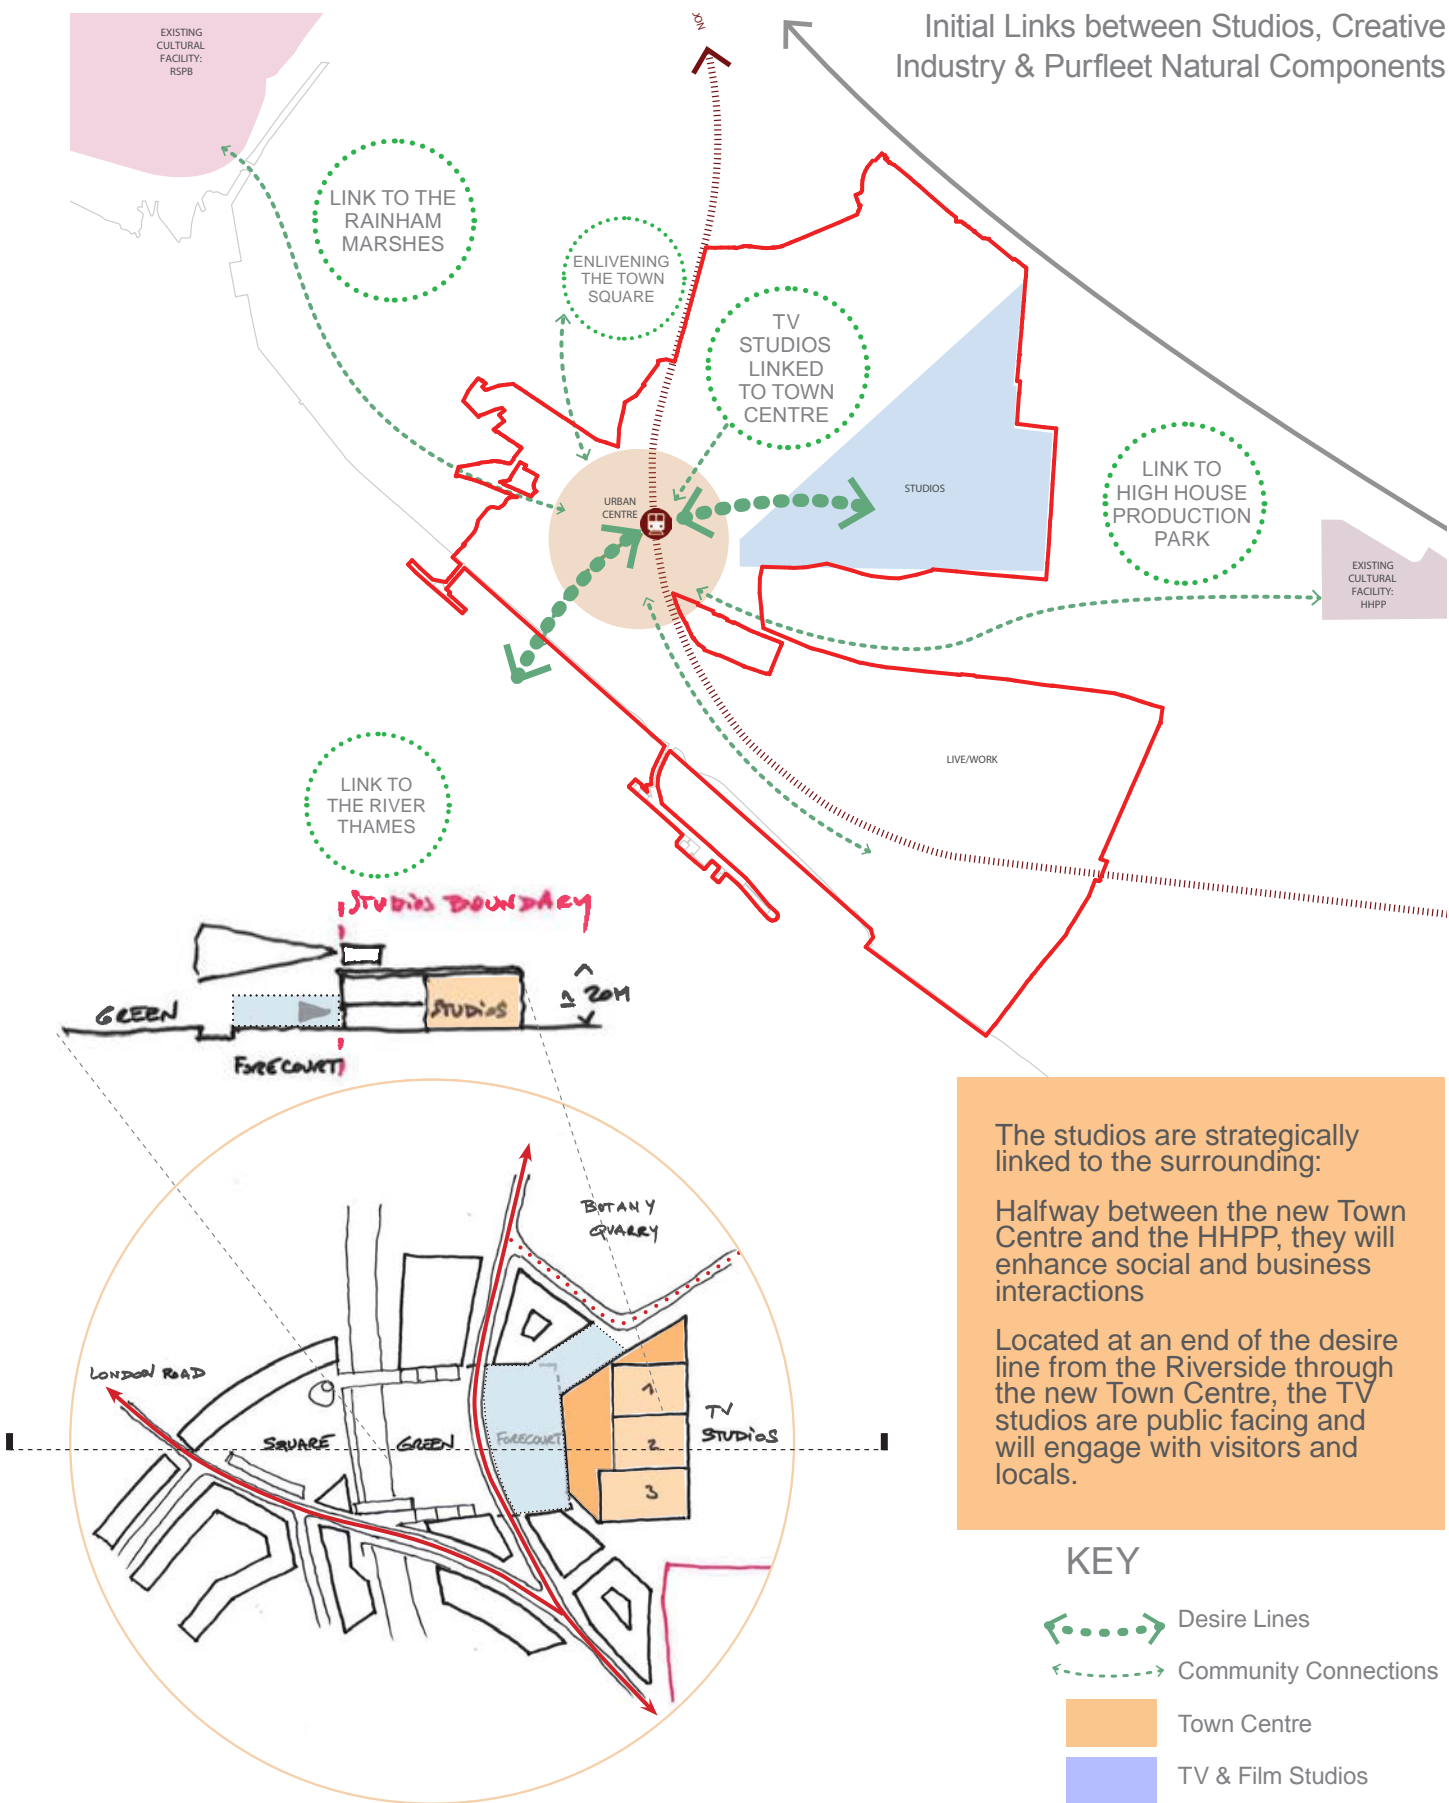 Initial Links between Studios, Creative
Industry & Purfleet Natural Components
EXISTING
CULTURAL
FACILITY:
RSPB
LINK TO THE
RAINHAM
MARSHES
ENLIVENING
THE TOWN
SQUARE
TV
STUDIOS
LINKED
TO TOWN
CENTRE
LINK TO
HIGH HOUSE
PRODUCTION
PARK
URBAN
CENTRE
STUDIOS
EXISTING
CULTURAL
FACILITY:
HHPP
LIVE/WORK
LINK TO
THE RIVER
THAMES
STUDIOS BOUNDARY
GREEN
STUDIOS
20M
FORECOURT
BOTANY
QUARRY
LONDON ROAD
SQUARE
GREEN
FORECOURT
1
2
3
TV
STUDIOS
The studios are strategically
linked to the surrounding:
Halfway between the new Town
Centre and the HHPP, they will
enhance social and business
interactions
Located at an end of the desire
line from the Riverside through
the new Town Centre, the TV
studios are public facing and
will engage with visitors and
locals.
KEY
Desire Lines
Community Connections
Town Centre
TV & Film Studios